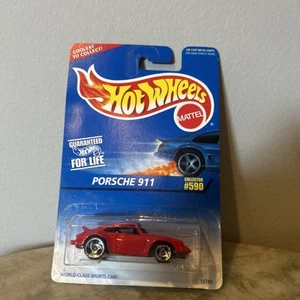 COOLEST
TO COLLECT!
HOT WHEELS
MATTEL
GUARANTEED
FOR LIFE
PORSCHE 911
COLLECTOR
#590
WORLD CLASS SPORTS CAR!